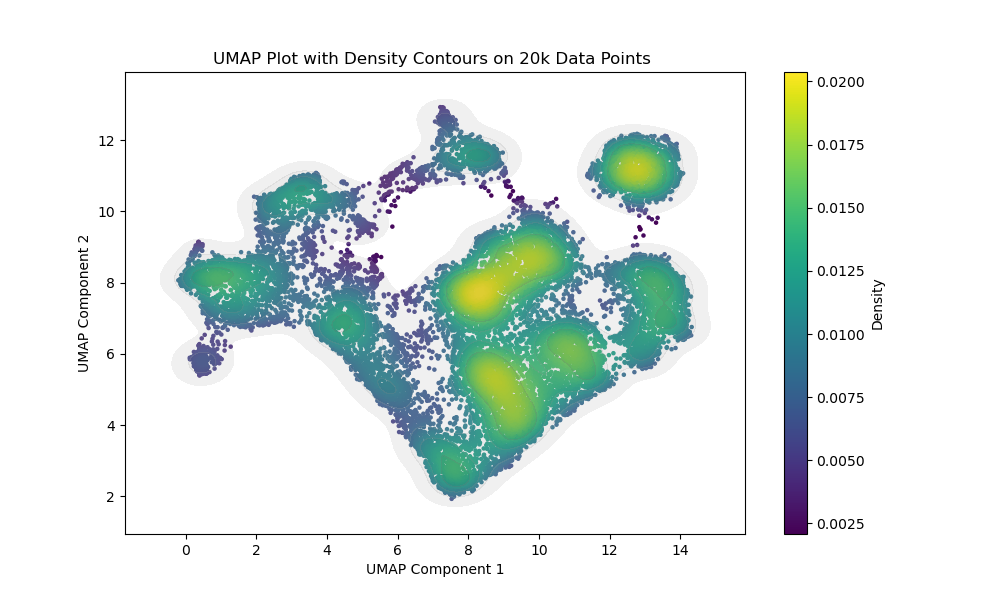 UMAP Plot with Density Contours on 20k Data Points
UMAP Component 2
12
10
8
6
4
2
0 2 4 6 8 10 12 14
UMAP Component 1
0.0200
0.0175
0.0150
0.0125
0.0100
0.0075
0.0050
0.0025
Density